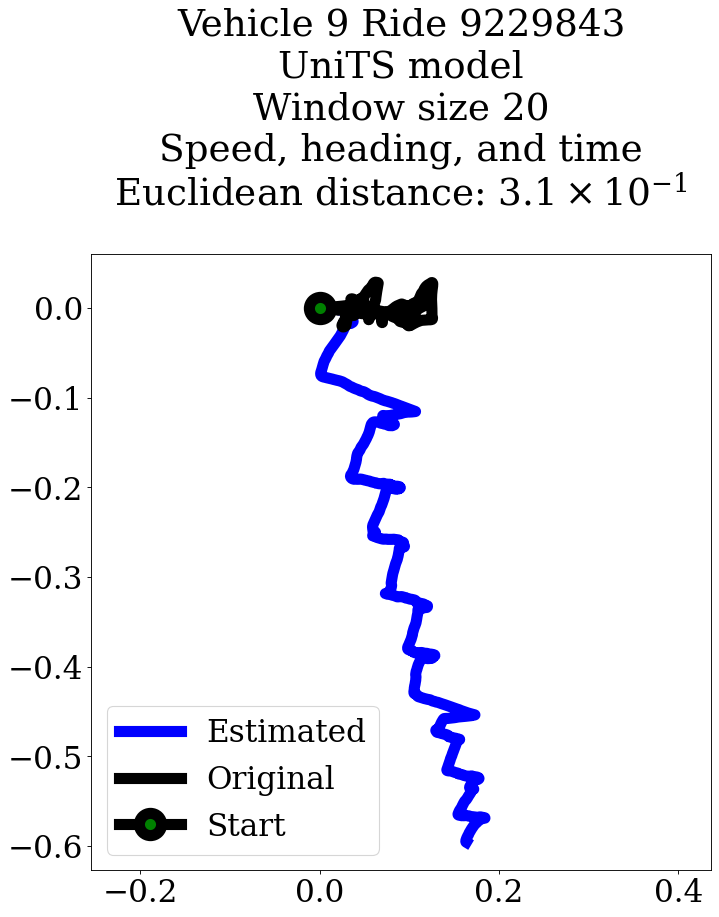 Vehicle 9 Ride 9229843
UniTS model
Window size 20
Speed, heading, and time
Euclidean distance: 3.1 × 10⁻¹
0.0
−0.1
−0.2
−0.3
−0.4
−0.5
−0.6
Estimated
Original
Start
−0.2 0.0 0.2 0.4